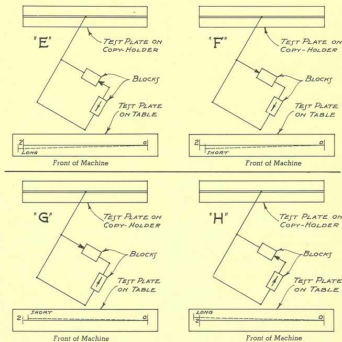 "E"
TEST PLATE ON
COPY-HOLDER
BLOCKS
TEST PLATE
ON TABLE
2
0
LONG
Front of Machine
"F"
TEST PLATE ON
COPY-HOLDER
BLOCKS
TEST PLATE
ON TABLE
2
0
SHORT
Front of Machine
"G"
TEST PLATE ON
COPY-HOLDER
BLOCKS
TEST PLATE
ON TABLE
SHORT
2
0
Front of Machine
"H"
TEST PLATE ON
COPY-HOLDER
BLOCKS
TEST PLATE
ON TABLE
LONG
2
0
Front of Machine